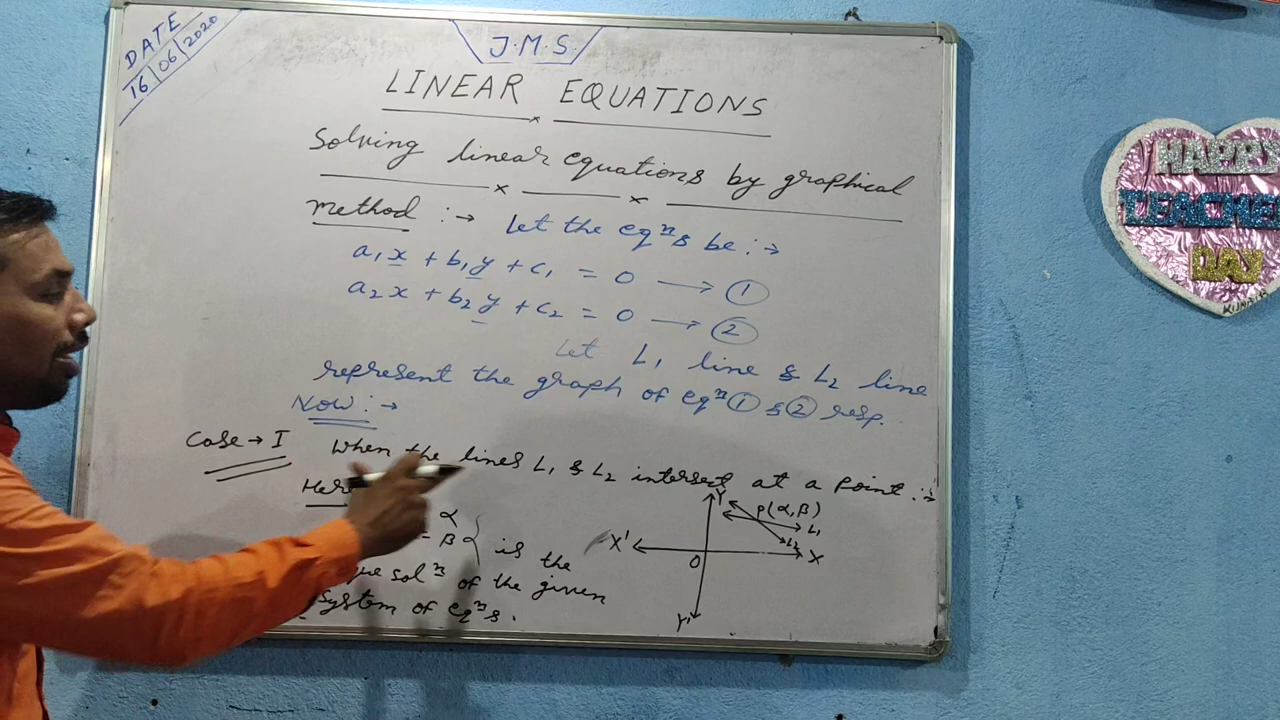 DATE
16/06/2020
J.M.S.
LINEAR EQUATIONS
Solving linear equations by graphical
Method :→ Let the eqⁿs be :→
a₁x + b₁y + c₁ = 0 → ①
a₂x + b₂y + c₂ = 0 → ②
Let L₁ line & L₂ line
represent the graph of eqⁿ ① & ② resp.
Now :→
Case → I When the lines L₁ & L₂ intersect at a point :→
Here
α
= β } is the
solⁿ of the given
system of eqⁿs.
Y
P(α, β)
L₁
L₂
X' O X
Y'
HAPPY
TEACHER
DAY